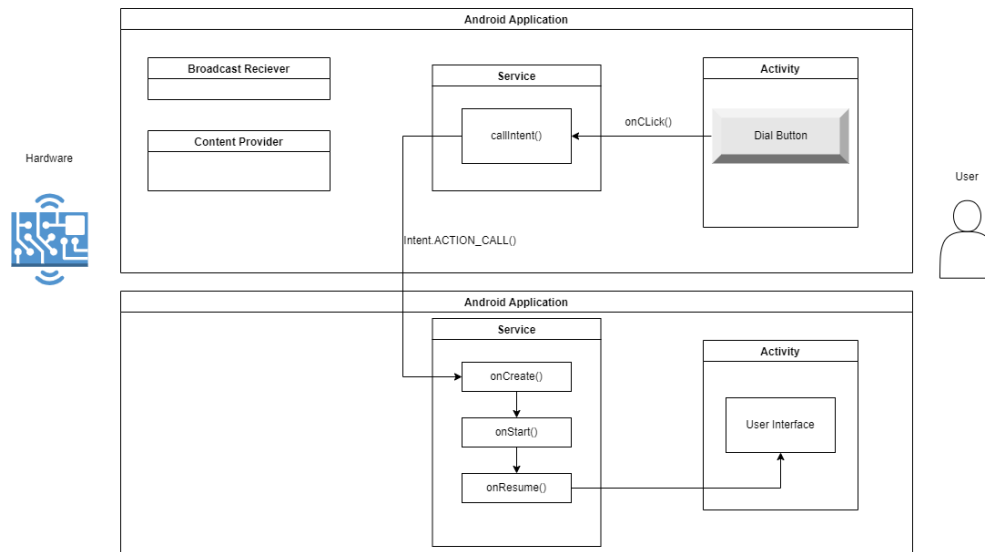 Android Application
Broadcast Reciever
Service
Activity
callIntent()
onCLick()
Dial Button
Content Provider
Hardware
User
Intent.ACTION_CALL()
Android Application
Service
Activity
onCreate()
User Interface
onStart()
onResume()